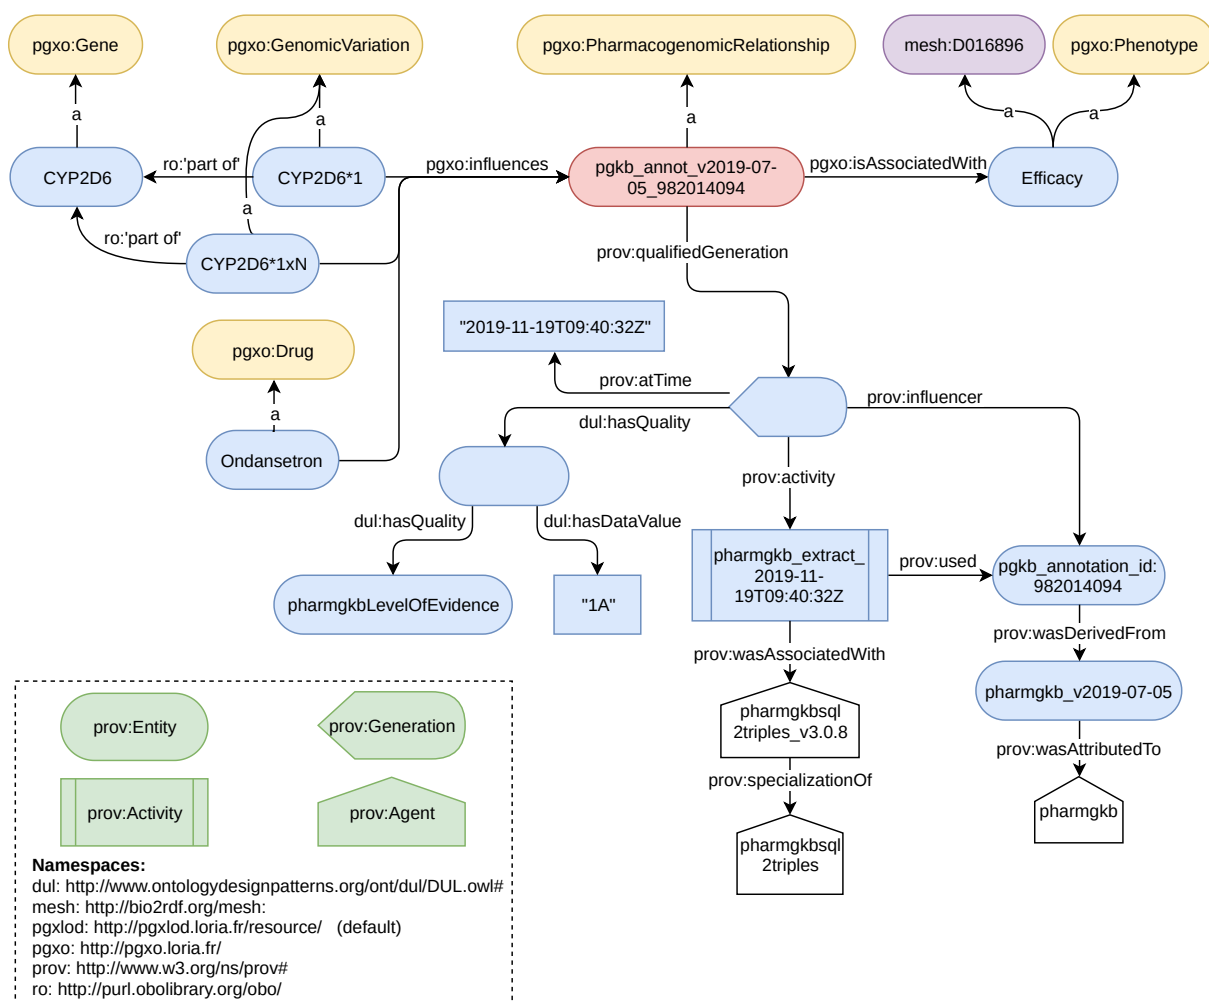 pgxo:Gene
pgxo:GenomicVariation
pgxo:PharmacogenomicRelationship
mesh:D016896
pgxo:Phenotype
a
a
a
a
a
CYP2D6
ro:'part of'
CYP2D6*1
pgxo:influences
pgkb_annot_v2019-07-
05_982014094
pgxo:isAssociatedWith
Efficacy
a
ro:'part of'
CYP2D6*1xN
prov:qualifiedGeneration
"2019-11-19T09:40:32Z"
pgxo:Drug
prov:atTime
prov:influencer
a
dul:hasQuality
Ondansetron
prov:activity
dul:hasQuality
dul:hasDataValue
pharmgkb_extract_
2019-11-
19T09:40:32Z
prov:used
pgkb_annotation_id:
982014094
pharmgkbLevelOfEvidence
"1A"
prov:wasDerivedFrom
prov:wasAssociatedWith
pharmgkb_v2019-07-05
pharmgkbsql
2triples_v3.0.8
prov:wasAttributedTo
prov:specializationOf
pharmgkb
pharmgkbsql
2triples
prov:Entity
prov:Generation
prov:Activity
prov:Agent
Namespaces:
dul: http://www.ontologydesignpatterns.org/ont/dul/DUL.owl#
mesh: http://bio2rdf.org/mesh:
pgxlod: http://pgxlod.loria.fr/resource/ (default)
pgxo: http://pgxo.loria.fr/
prov: http://www.w3.org/ns/prov#
ro: http://purl.obolibrary.org/obo/